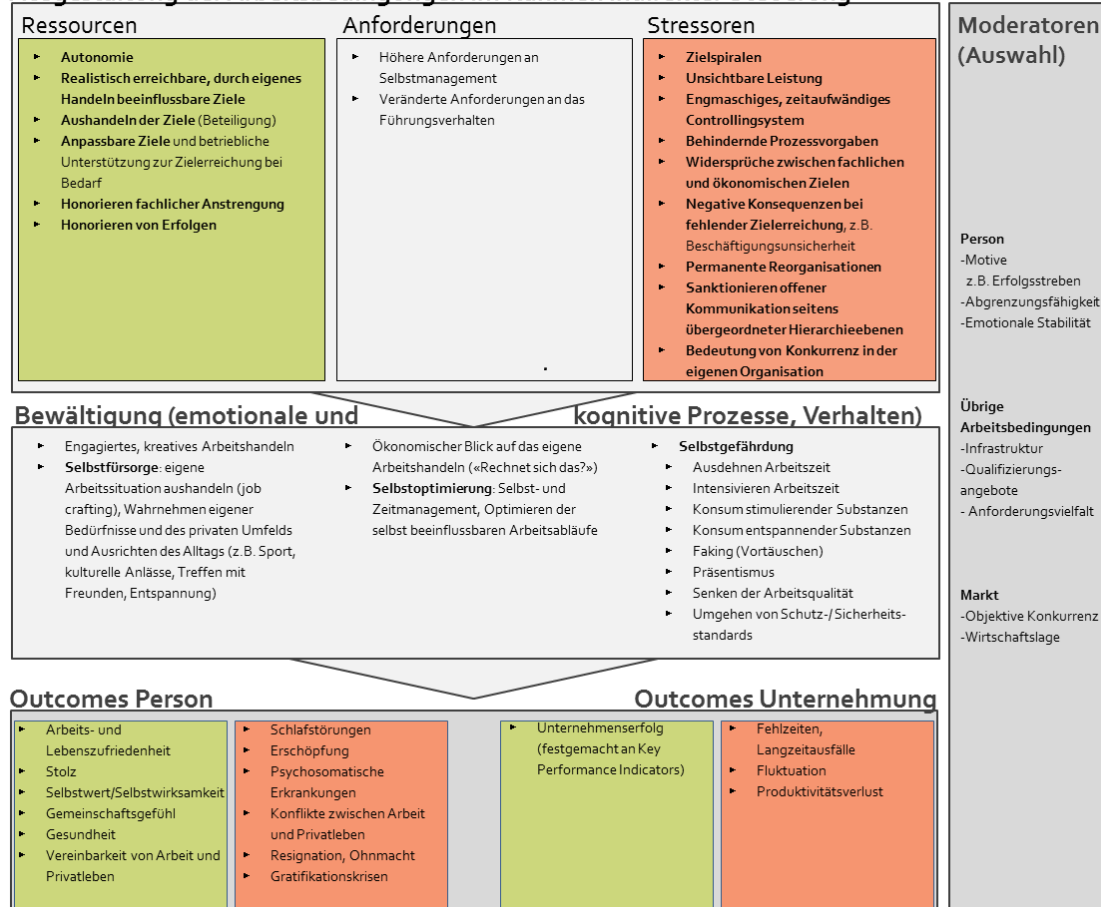 Ausgestaltung der Arbeitsbedingungen im Rahmen indirekter Steuerung
Ressourcen
► Autonomie
► Realistisch erreichbare, durch eigenes
Handeln beeinflussbare Ziele
► Aushandeln der Ziele (Beteiligung)
► Anpassbare Ziele und betriebliche
Unterstützung zur Zielerreichung bei
Bedarf
► Honorieren fachlicher Anstrengung
► Honorieren von Erfolgen
Anforderungen
► Höhere Anforderungen an
Selbstmanagement
► Veränderte Anforderungen an das
Führungsverhalten
.
Stressoren
► Zielspiralen
► Unsichtbare Leistung
► Engmaschiges, zeitaufwändiges
Controllingsystem
► Behindernde Prozessvorgaben
► Widersprüche zwischen fachlichen
und ökonomischen Zielen
► Negative Konsequenzen bei
fehlender Zielerreichung, z.B.
Beschäftigungsunsicherheit
► Permanente Reorganisationen
► Sanktionieren offener
Kommunikation seitens
übergeordneter Hierarchieebenen
► Bedeutung von Konkurrenz in der
eigenen Organisation
Bewältigung (emotionale und kognitive Prozesse, Verhalten)
► Engagiertes, kreatives Arbeitshandeln
► Selbstfürsorge: eigene
Arbeitssituation aushandeln (job
crafting), Wahrnehmen eigener
Bedürfnisse und des privaten Umfelds
und Ausrichten des Alltags (z.B. Sport,
kulturelle Anlässe, Treffen mit
Freunden, Entspannung)
► Ökonomischer Blick auf das eigene
Arbeitshandeln («Rechnet sich das?»)
► Selbstoptimierung: Selbst- und
Zeitmanagement, Optimieren der
selbst beeinflussbaren Arbeitsabläufe
► Selbstgefährdung
► Ausdehnen Arbeitszeit
► Intensivieren Arbeitszeit
► Konsum stimulierender Substanzen
► Konsum entspannender Substanzen
► Faking (Vortäuschen)
► Präsentismus
► Senken der Arbeitsqualität
► Umgehen von Schutz-/Sicherheits-
standards
Outcomes Person
► Arbeits- und
Lebenszufriedenheit
► Stolz
► Selbstwert/Selbstwirksamkeit
► Gemeinschaftsgefühl
► Gesundheit
► Vereinbarkeit von Arbeit und
Privatleben
► Schlafstörungen
► Erschöpfung
► Psychosomatische
Erkrankungen
► Konflikte zwischen Arbeit
und Privatleben
► Resignation, Ohnmacht
► Gratifikationskrisen
Outcomes Unternehmung
► Unternehmenserfolg
(festgemacht an Key
Performance Indicators)
► Fehlzeiten,
Langzeitausfälle
► Fluktuation
► Produktivitätsverlust
Moderatoren
(Auswahl)
Person
-Motive
z.B. Erfolgsstreben
-Abgrenzungsfähigkeit
-Emotionale Stabilität
Übrige
Arbeitsbedingungen
-Infrastruktur
-Qualifizierungs-
angebote
- Anforderungsvielfalt
Markt
-Objektive Konkurrenz
-Wirtschaftslage